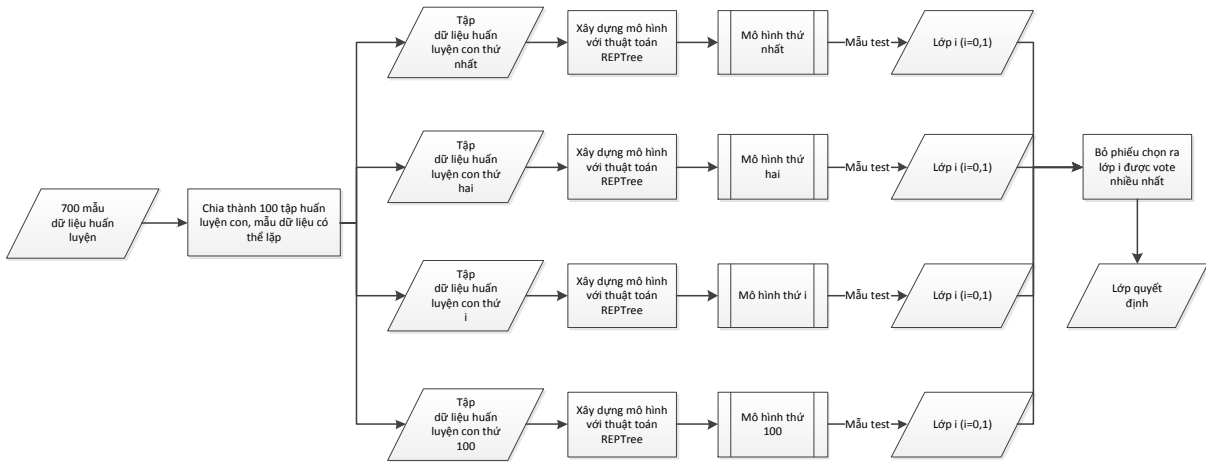 700 mẫu
dữ liệu huấn
luyện
Chia thành 100 tập huấn
luyện con, mẫu dữ liệu có
thể lặp
Tập
dữ liệu huấn
luyện con thứ
nhất
Xây dựng mô hình
với thuật toán
REPTree
Mô hình thứ
nhất
Mẫu test
Lớp i (i=0,1)
Tập
dữ liệu huấn
luyện con thứ
hai
Xây dựng mô hình
với thuật toán
REPTree
Mô hình thứ
hai
Mẫu test
Lớp i (i=0,1)
Tập
dữ liệu huấn
luyện con thứ
i
Xây dựng mô hình
với thuật toán
REPTree
Mô hình thứ i
Mẫu test
Lớp i (i=0,1)
Tập
dữ liệu huấn
luyện con thứ
100
Xây dựng mô hình
với thuật toán
REPTree
Mô hình thứ
100
Mẫu test
Lớp i (i=0,1)
Bỏ phiếu chọn ra
lớp i được vote
nhiều nhất
Lớp quyết
định